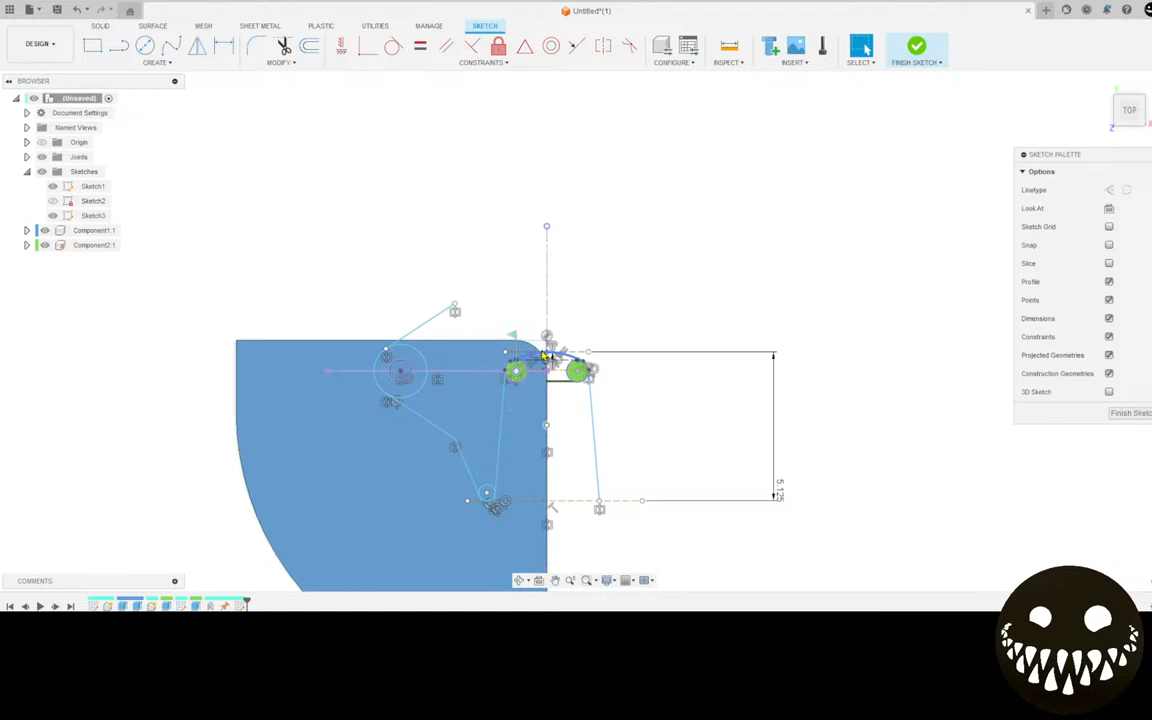 Untitled*(1)
SOLID SURFACE MESH SHEET METAL PLASTIC UTILITIES MANAGE SKETCH
DESIGN
CREATE MODIFY CONSTRAINTS CONFIGURE INSPECT INSERT SELECT FINISH SKETCH
BROWSER
(Unsaved)
Document Settings
Named Views
Origin
Joints
Sketches
Sketch1
Sketch2
Sketch3
Component1:1
Component2:1
TOP
X
Z
SKETCH PALETTE
Options
Linetype
Look At
Sketch Grid
Snap
Slice
Profile
Points
Dimensions
Constraints
Projected Geometries
Construction Geometries
3D Sketch
Finish Sketc
5.125
COMMENTS